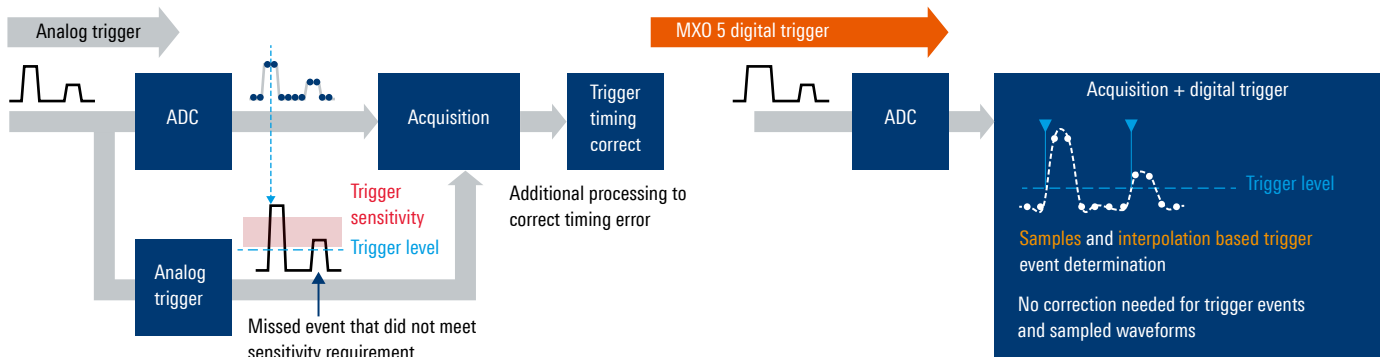 Analog trigger
ADC
Acquisition
Trigger
timing
correct
Trigger
sensitivity
Trigger level
Additional processing to
correct timing error
Analog
trigger
Missed event that did not meet
sensitivity requirement
MXO 5 digital trigger
ADC
Acquisition + digital trigger
Trigger level
Samples and interpolation based trigger
event determination
No correction needed for trigger events
and sampled waveforms